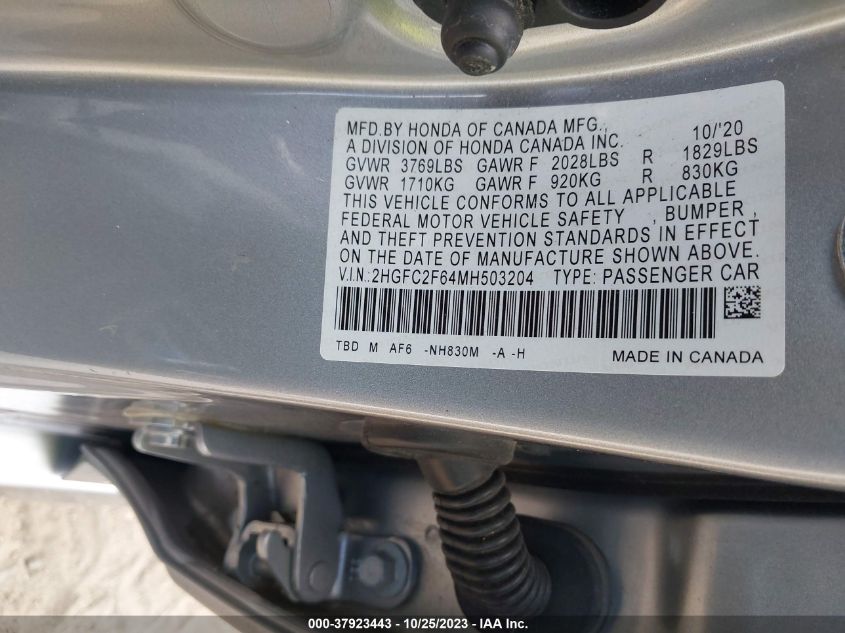 MFD.BY HONDA OF CANADA MFG., 10/'20
A DIVISION OF HONDA CANADA INC.
GVWR 3769LBS GAWR F 2028LBS R 1829LBS
GVWR 1710KG GAWR F 920KG R 830KG
THIS VEHICLE CONFORMS TO ALL APPLICABLE
FEDERAL MOTOR VEHICLE SAFETY , BUMPER ,
AND THEFT PREVENTION STANDARDS IN EFFECT
ON THE DATE OF MANUFACTURE SHOWN ABOVE.
V.I.N.:2HGFC2F64MH503204 TYPE: PASSENGER CAR
TBD M AF6 -NH830M -A -H MADE IN CANADA
000-37923443 - 10/25/2023 - IAA Inc.